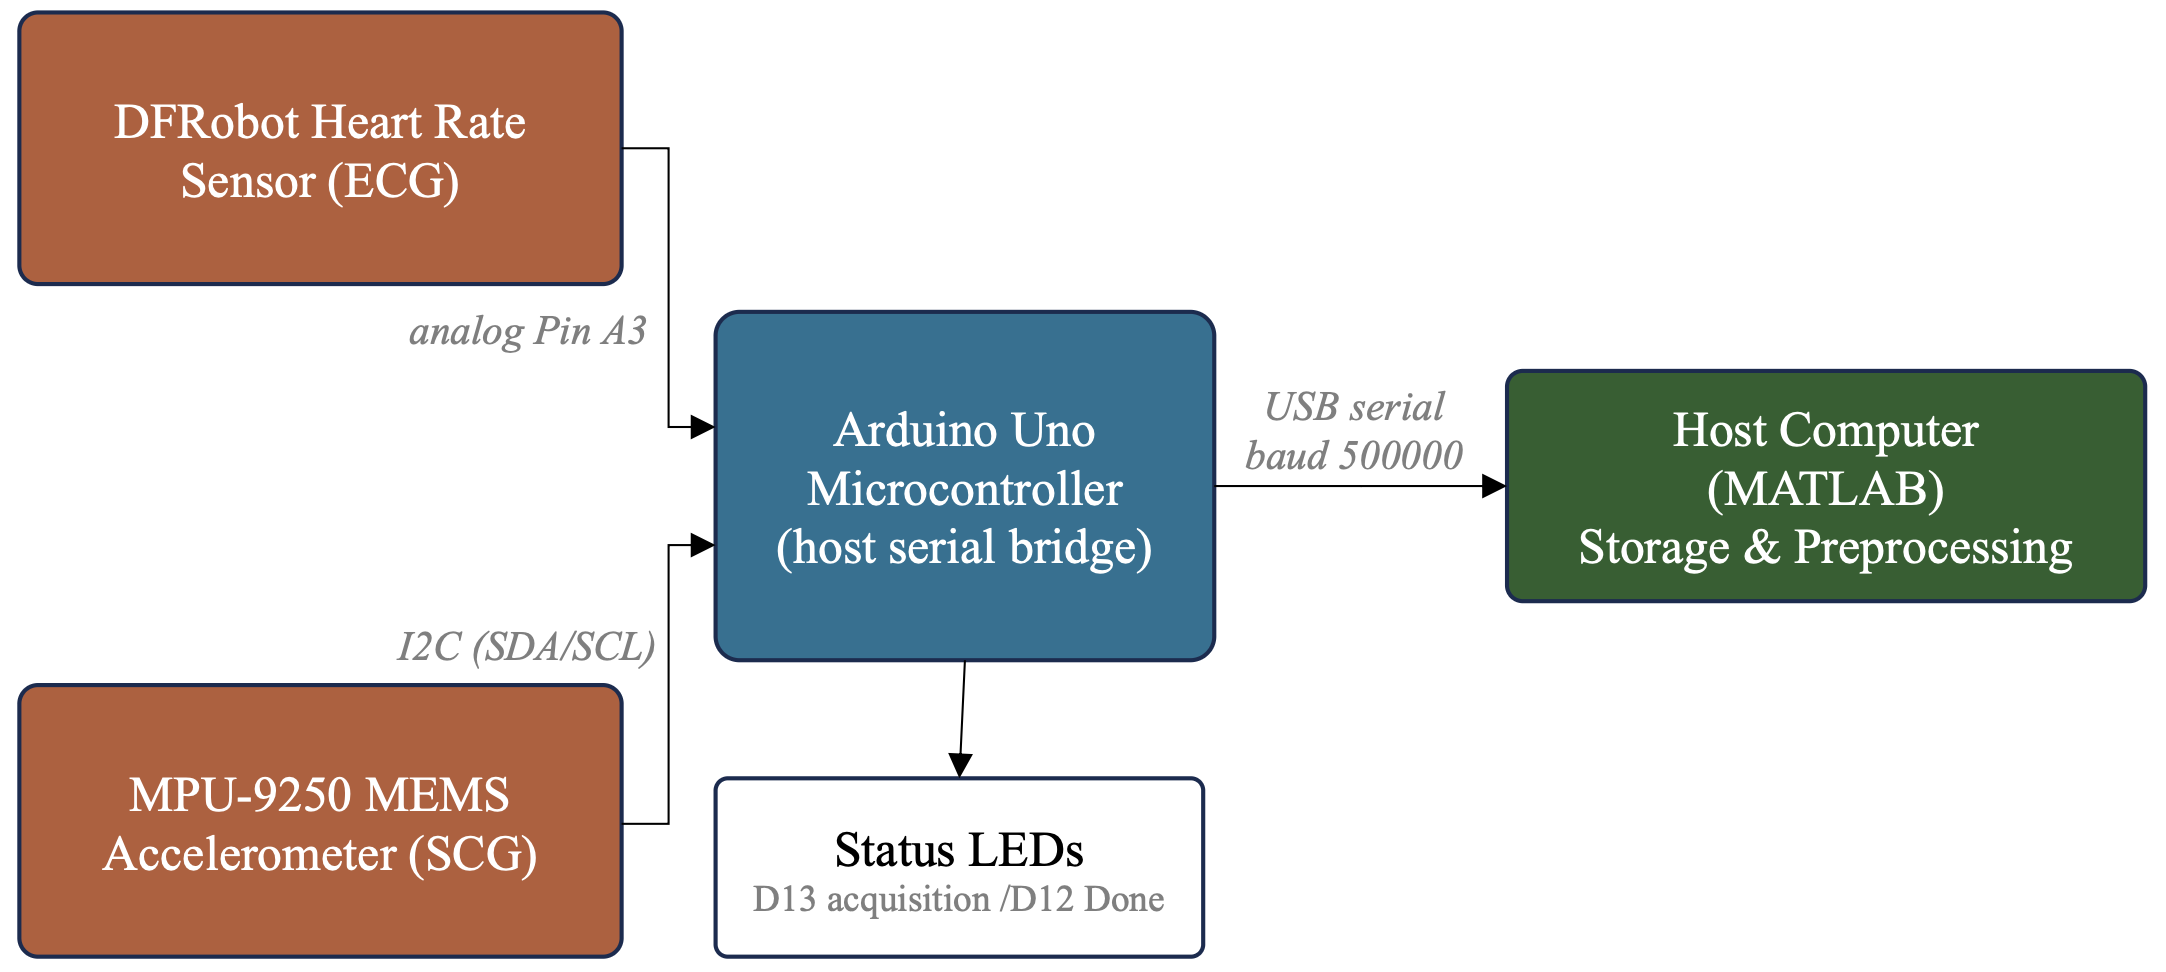 DFRobot Heart Rate
Sensor (ECG)
analog Pin A3
Arduino Uno
Microcontroller
(host serial bridge)
USB serial
baud 500000
Host Computer
(MATLAB)
Storage & Preprocessing
I2C (SDA/SCL)
MPU-9250 MEMS
Accelerometer (SCG)
Status LEDs
D13 acquisition /D12 Done